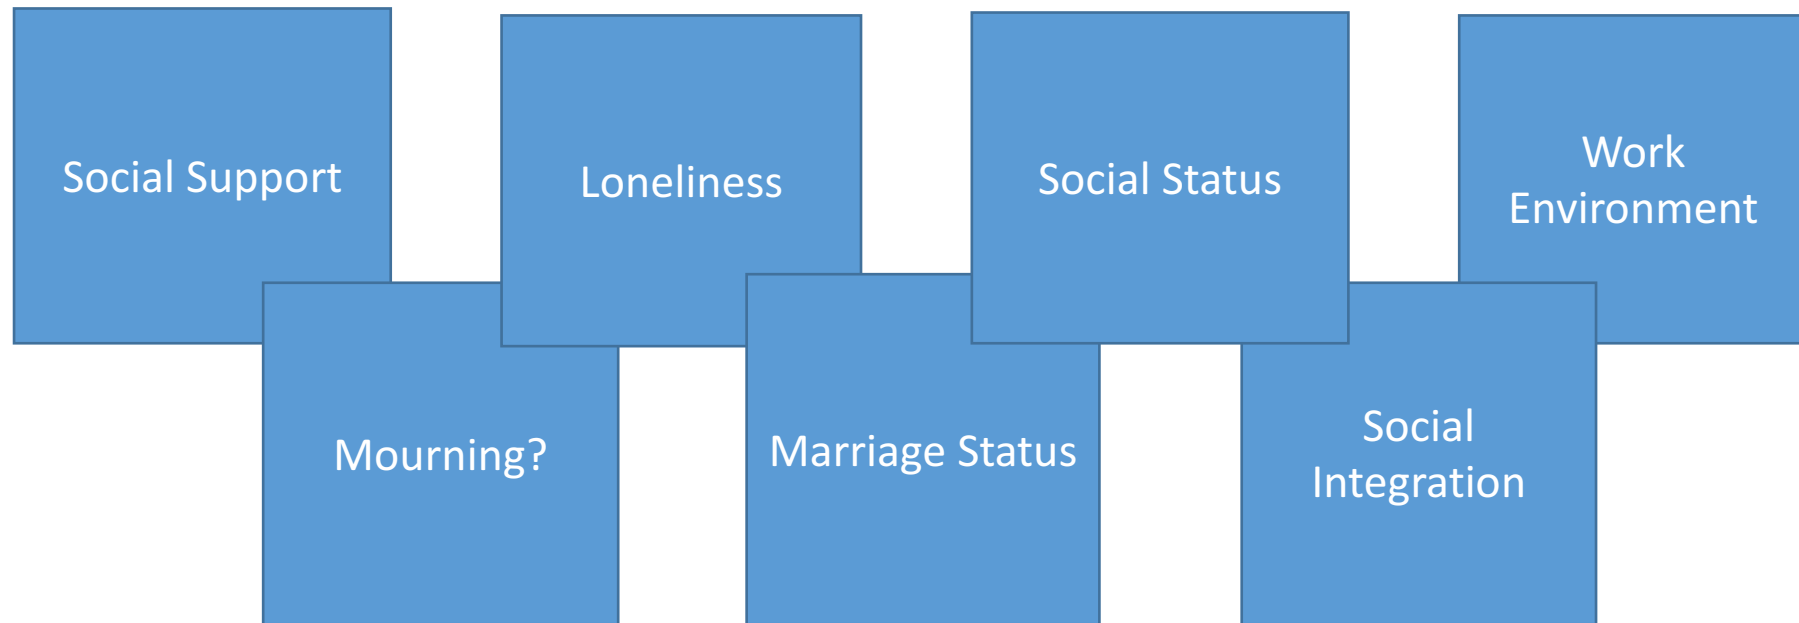 Social Support
Loneliness
Social Status
Work
Environment
Mourning?
Marriage Status
Social
Integration